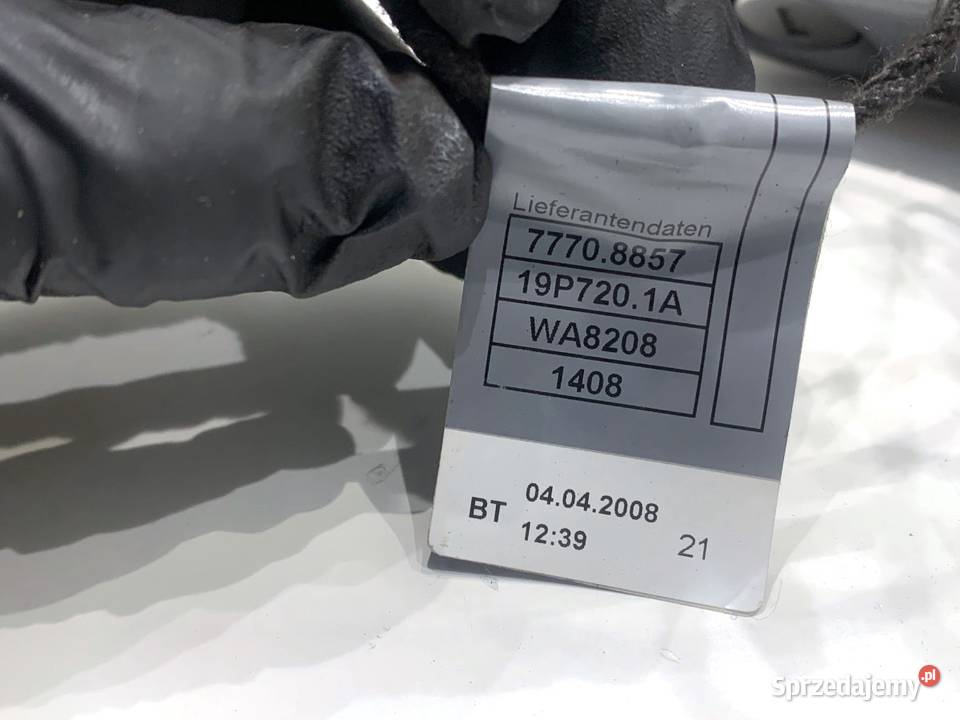 Lieferantendaten
7770.8857
19P720.1A
WA8208
1408
BT 04.04.2008
12:39
21
Sprzedajemy.pl